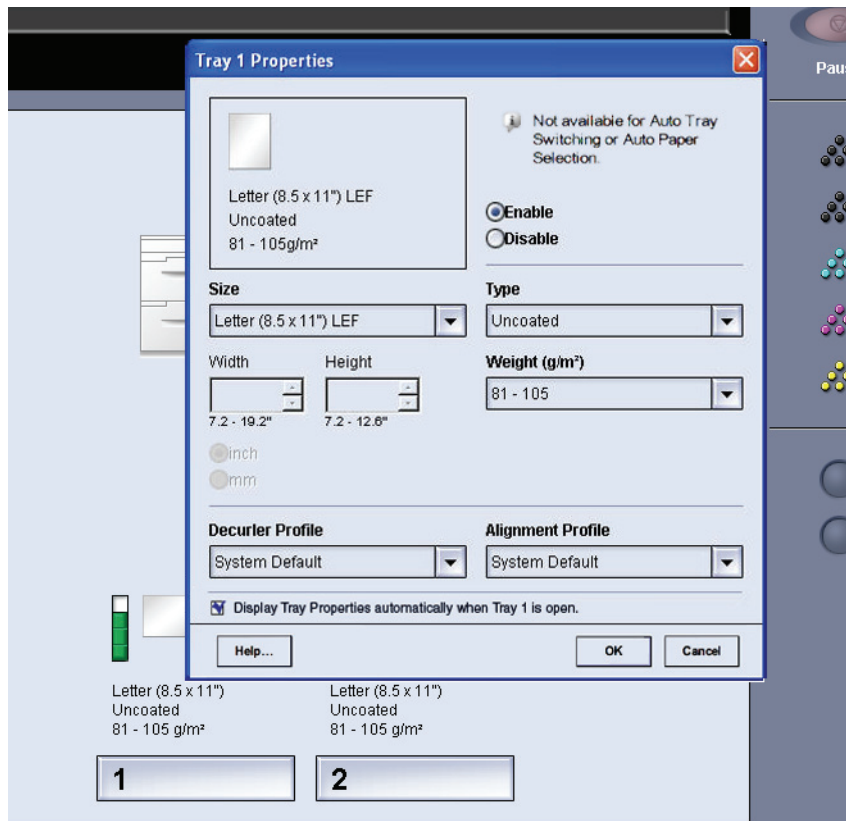 Tray 1 Properties
Paus
Letter (8.5 x 11") LEF
Uncoated
81 - 105g/m²
Not available for Auto Tray
Switching or Auto Paper
Selection.
Enable
Disable
Size
Letter (8.5 x 11") LEF
Type
Uncoated
Width
Height
7.2 - 19.2"
7.2 - 12.6"
Weight (g/m²)
81 - 105
inch
mm
Decurler Profile
System Default
Alignment Profile
System Default
Display Tray Properties automatically when Tray 1 is open.
Help...
OK
Cancel
Letter (8.5 x 11")
Uncoated
81 - 105 g/m²
1
Letter (8.5 x 11")
Uncoated
81 - 105 g/m²
2